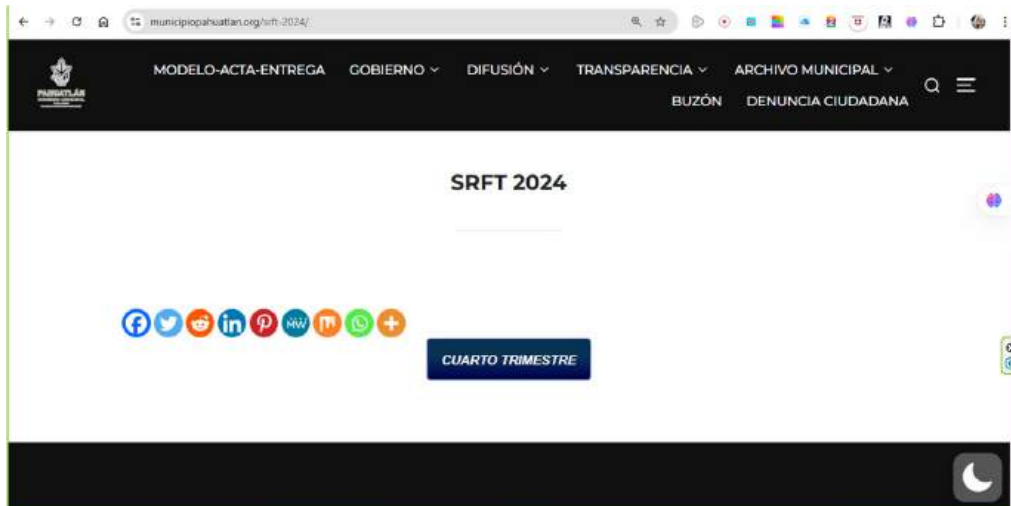 municipiopahuatlan.org/srft-2024/
PAHUATLÁN
MODELO-ACTA-ENTREGA GOBIERNO DIFUSIÓN TRANSPARENCIA ARCHIVO MUNICIPAL
BUZÓN DENUNCIA CIUDADANA
SRFT 2024
CUARTO TRIMESTRE